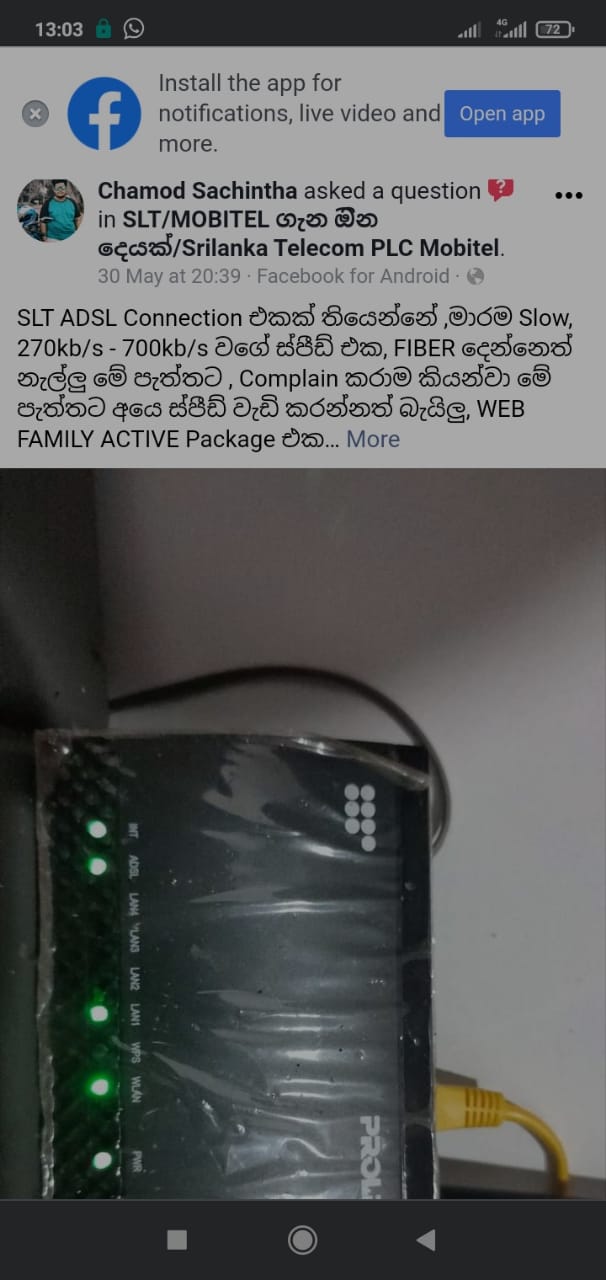 13:03
4G
72
Install the app for
notifications, live video and
more.
Open app
Chamod Sachintha asked a question
in SLT/MOBITEL ගැන ඕන
දෙයක්/Srilanka Telecom PLC Mobitel.
30 May at 20:39 · Facebook for Android ·
SLT ADSL Connection එකක් තියෙන්නේ ,මාරම Slow,
270kb/s - 700kb/s වගේ ස්පීඩ් එක, FIBER දෙන්නෙත්
නැල්ලු මේ පැත්තට , Complain කරාම කියන්වා මේ
පැත්තට අයෙ ස්පීඩ් වැඩි කරන්නත් බැයිලු, WEB
FAMILY ACTIVE Package එක... More
INT
ADSL
LAN4
LAN3
LAN2
LAN1
WPS
WLAN
PWR
PROL